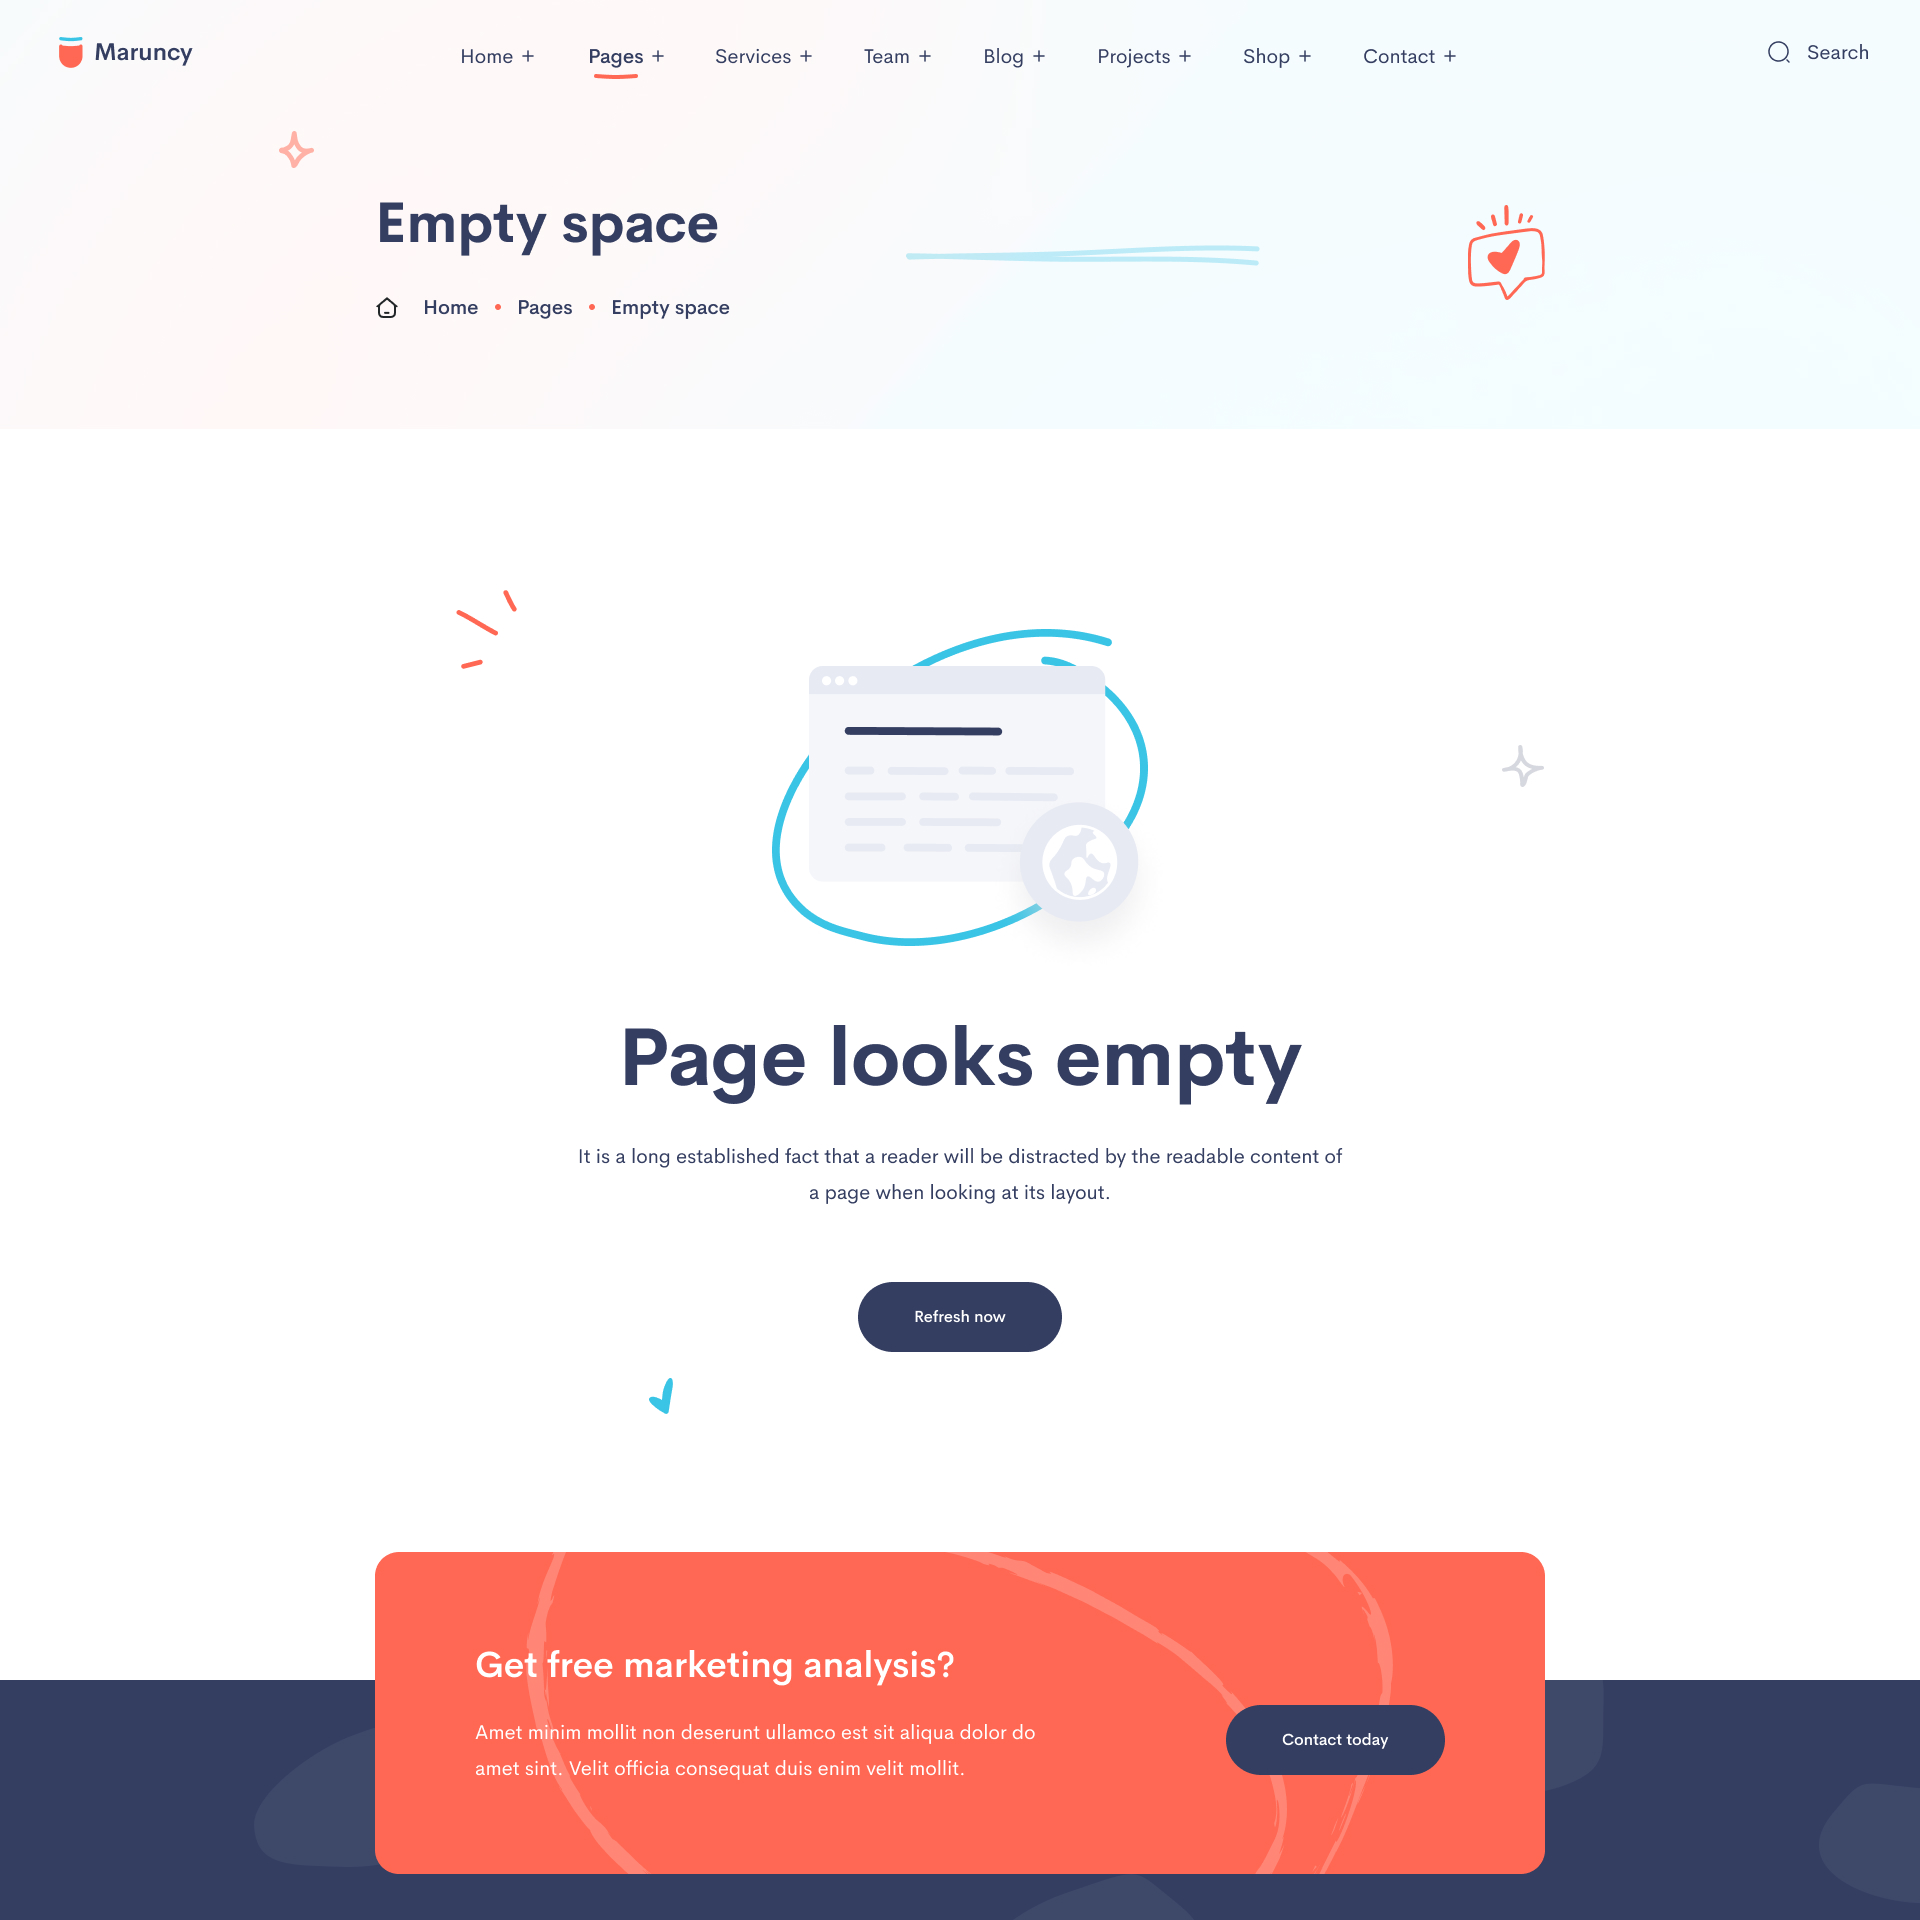 Maruncy
Home + Pages + Services + Team + Blog + Projects + Shop + Contact +
Search
Empty space
Home • Pages • Empty space
Page looks empty
It is a long established fact that a reader will be distracted by the readable content of
a page when looking at its layout.
Refresh now
Get free marketing analysis?
Amet minim mollit non deserunt ullamco est sit aliqua dolor do
amet sint. Velit officia consequat duis enim velit mollit.
Contact today